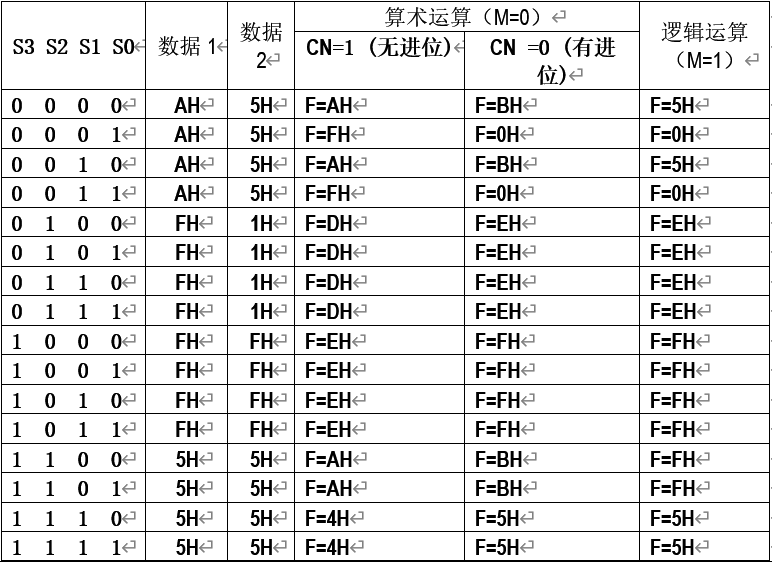 S3 S2 S1 S0 数据 1 数据 2 算术运算（M=0） 逻辑运算（M=1）
CN=1（无进位） CN =0（有进位）
0 0 0 0 AH 5H F=AH F=BH F=5H
0 0 0 1 AH 5H F=FH F=0H F=0H
0 0 1 0 AH 5H F=AH F=BH F=5H
0 0 1 1 AH 5H F=FH F=0H F=0H
0 1 0 0 FH 1H F=DH F=EH F=EH
0 1 0 1 FH 1H F=DH F=EH F=EH
0 1 1 0 FH 1H F=DH F=EH F=EH
0 1 1 1 FH 1H F=DH F=EH F=EH
1 0 0 0 FH FH F=EH F=FH F=FH
1 0 0 1 FH FH F=EH F=FH F=FH
1 0 1 0 FH FH F=EH F=FH F=FH
1 0 1 1 FH FH F=EH F=FH F=FH
1 1 0 0 5H 5H F=AH F=BH F=FH
1 1 0 1 5H 5H F=AH F=BH F=FH
1 1 1 0 5H 5H F=4H F=5H F=5H
1 1 1 1 5H 5H F=4H F=5H F=5H